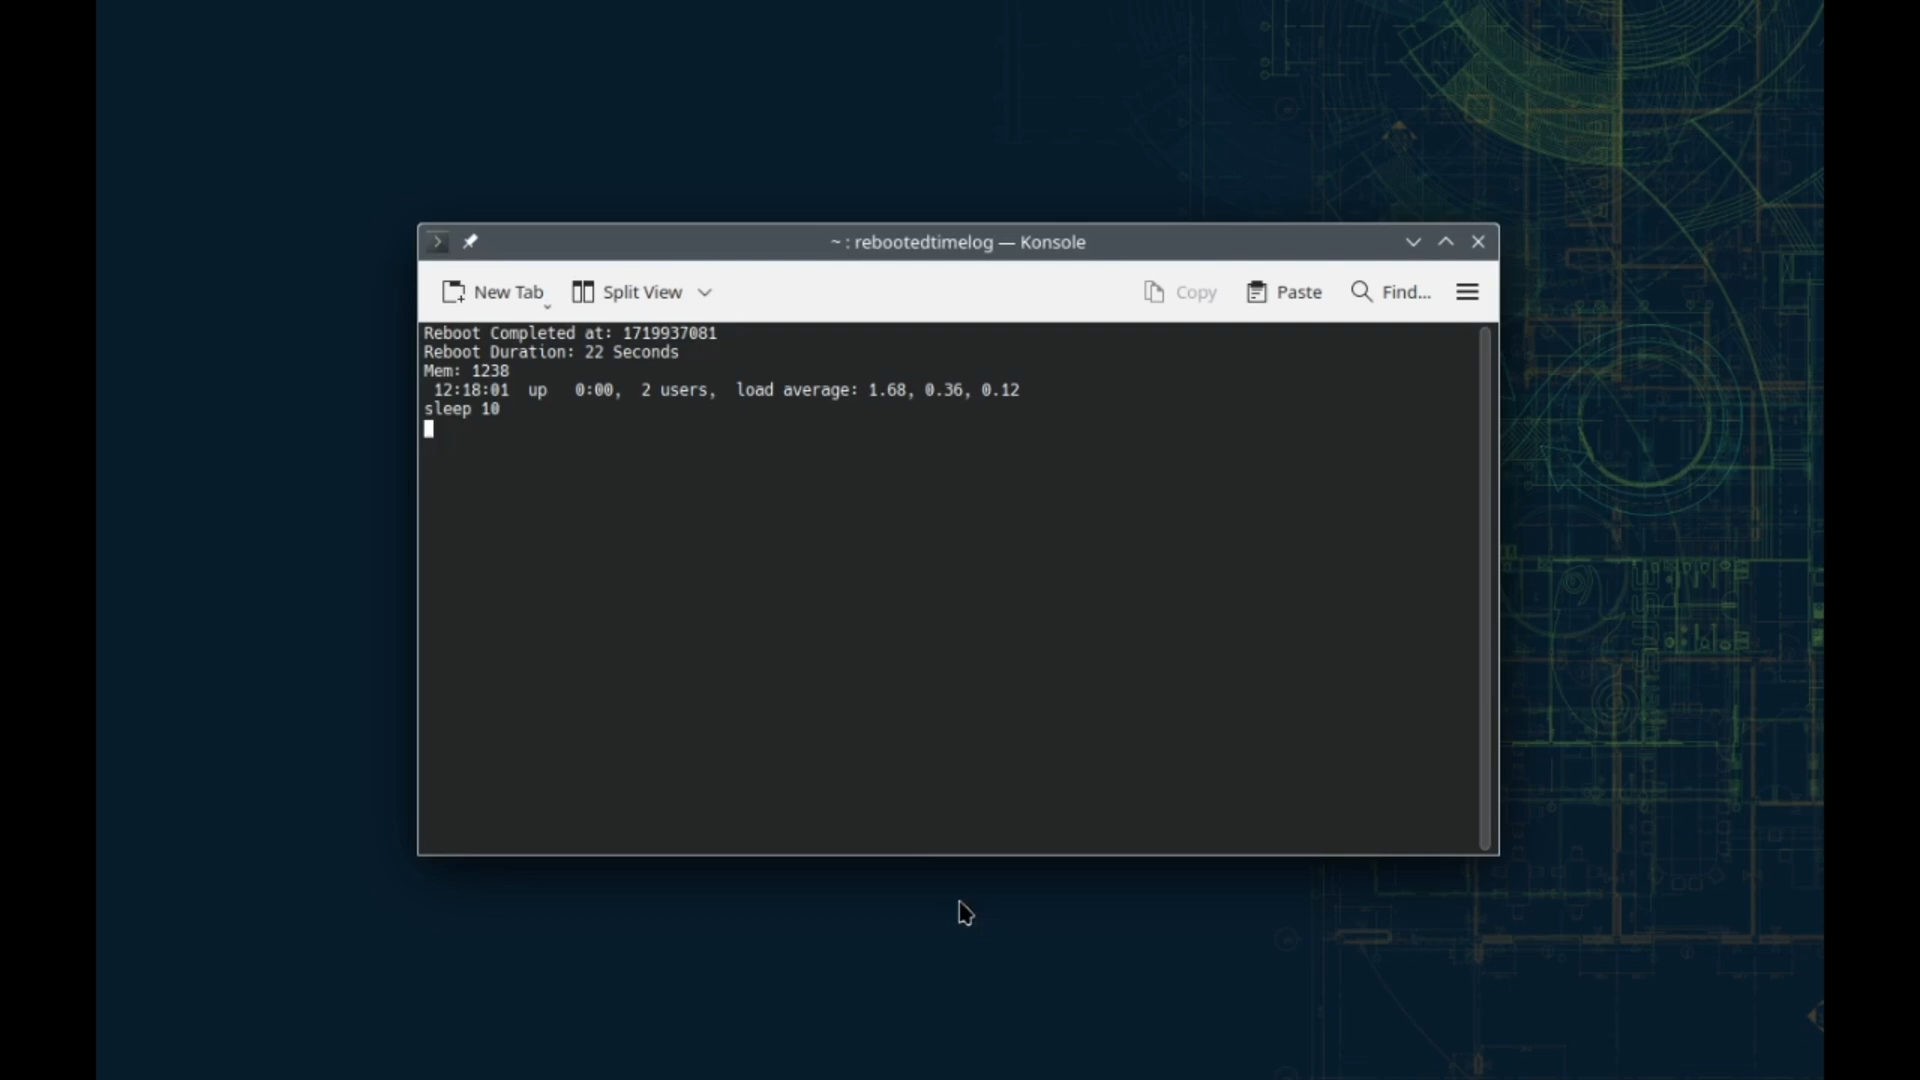 ~ : rebootedtimelog — Konsole
New Tab Split View Copy Paste Find...
Reboot Completed at: 1719937081
Reboot Duration: 22 Seconds
Mem: 1238
12:18:01 up 0:00, 2 users, load average: 1.68, 0.36, 0.12
sleep 10
openSUSE